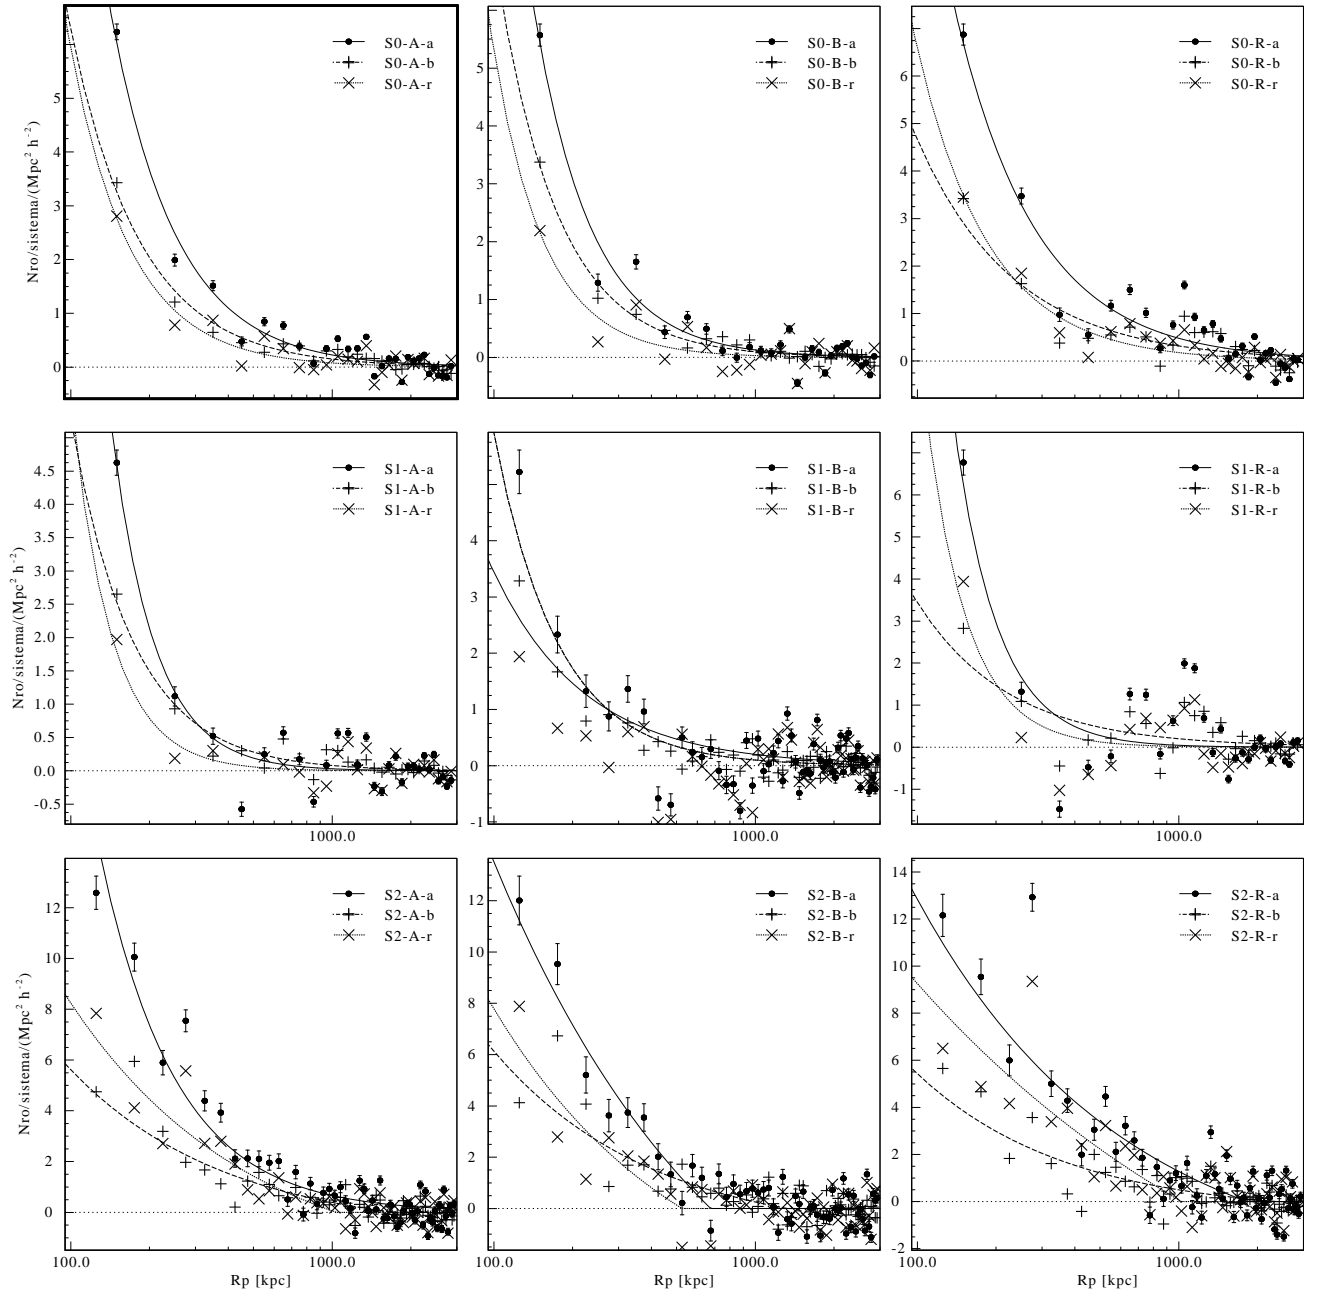 S0-A-a
S0-A-b
S0-A-r
6
4
2
0
Nro/sistema/(Mpc² h⁻²)
S0-B-a
S0-B-b
S0-B-r
5
4
3
2
1
0
S0-R-a
S0-R-b
S0-R-r
7
6
5
4
3
2
1
0
S1-A-a
S1-A-b
S1-A-r
4.5
4.0
3.5
3.0
2.5
2.0
1.5
1.0
0.5
0.0
-0.5
1000.0
Nro/sistema/(Mpc² h⁻²)
S1-B-a
S1-B-b
S1-B-r
5
4
3
2
1
0
-1
1000.0
S1-R-a
S1-R-b
S1-R-r
6
5
4
3
2
1
0
-1
1000.0
S2-A-a
S2-A-b
S2-A-r
12
10
8
6
4
2
0
100.0
1000.0
Rp [kpc]
Nro/sistema/(Mpc² h⁻²)
S2-B-a
S2-B-b
S2-B-r
12
10
8
6
4
2
0
100.0
1000.0
Rp [kpc]
S2-R-a
S2-R-b
S2-R-r
14
12
10
8
6
4
2
0
-2
100.0
1000.0
Rp [kpc]